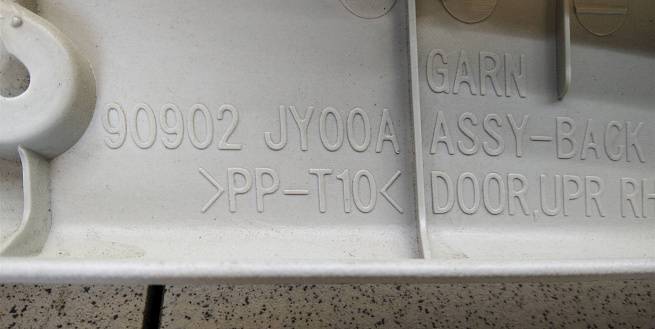 90902 JY00A
>PP-T10<
GARN
ASSY-BACK
DOOR,UPR RH